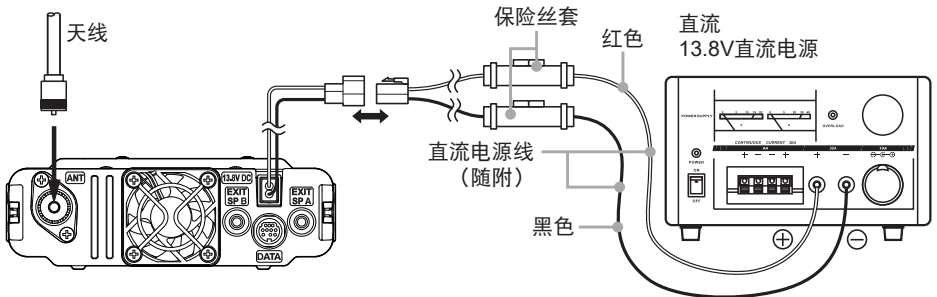 天线
保险丝套
红色
直流
13.8V直流电源
直流电源线
（随附）
黑色
ANT
13.8V DC
EXIT
SP B
EXIT
SP A
DATA
POWER SUPPLY
OVERLOAD
CONTINUOUS CURRENT
POWER
ON
OFF
+ − − +
+ −
⊕ ⊖